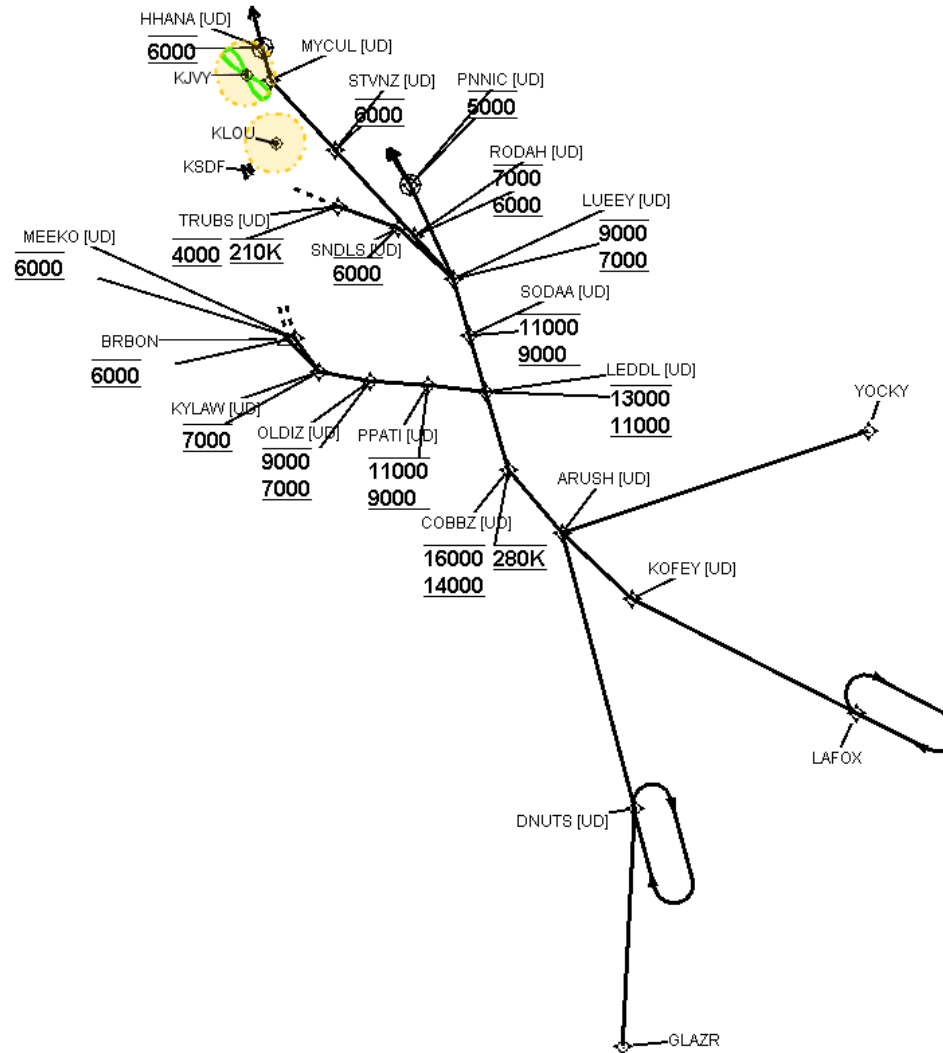 HHANA [UD]
6000
MYCUL [UD]
KJVY
STVNZ [UD]
6000
PNNIC [UD]
5000
KLOU
KSDF
RODAH [UD]
7000
6000
LUEEY [UD]
9000
7000
TRUBS [UD]
4000 210K
SNDLS [UD]
6000
MEEKO [UD]
6000
SODAA [UD]
11000
9000
BRBON
6000
LEDDL [UD]
13000
11000
KYLAW [UD]
7000
OLDIZ [UD]
9000
7000
PPATI [UD]
11000
9000
YOCKY
ARUSH [UD]
COBBZ [UD]
16000 280K
14000
KOFEY [UD]
LAFOX
DNUTS [UD]
GLAZR